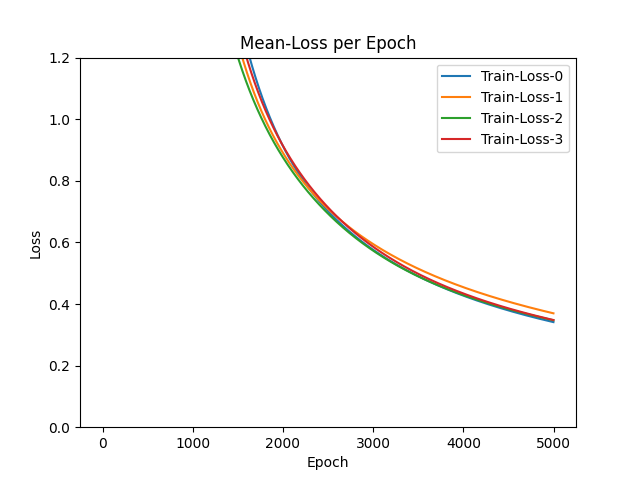 Mean-Loss per Epoch
Train-Loss-0
Train-Loss-1
Train-Loss-2
Train-Loss-3
Loss
1.2
1.0
0.8
0.6
0.4
0.2
0.0
0 1000 2000 3000 4000 5000
Epoch